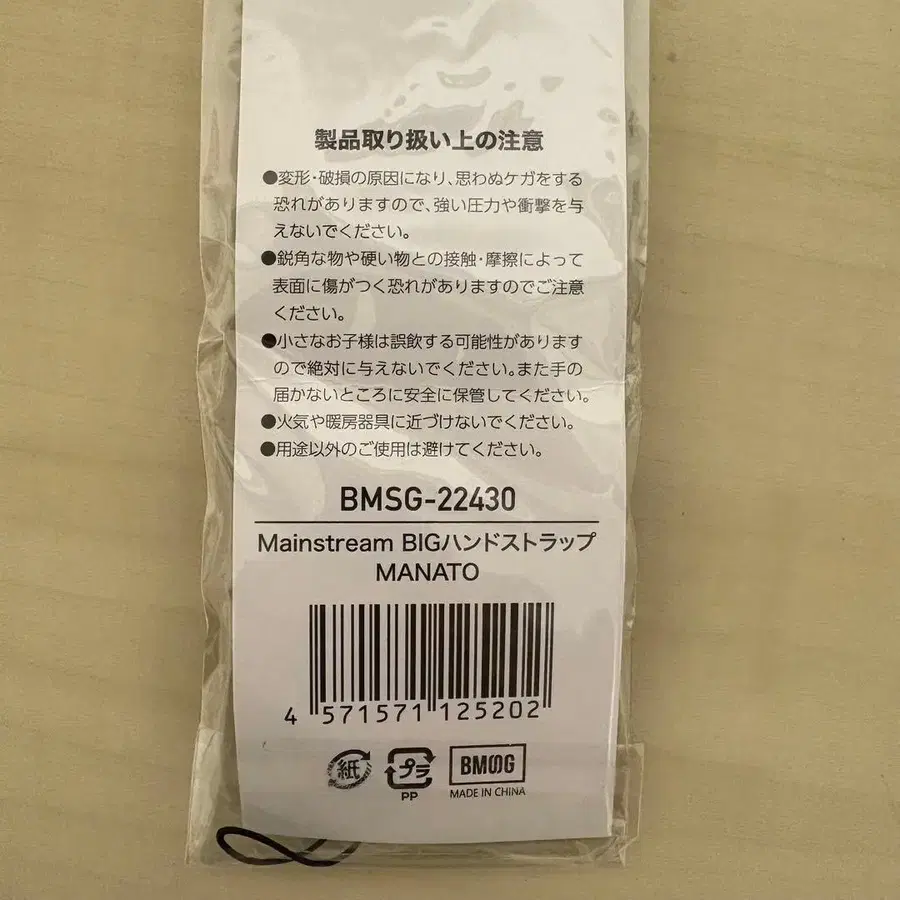 製品取り扱い上の注意
●変形・破損の原因になり、思わぬケガをする
恐れがありますので、強い圧力や衝撃を与
えないでください。
●鋭角な物や硬い物との接触・摩擦によって
表面に傷がつく恐れがありますのでご注意
ください。
●小さなお子様は誤飲する可能性があります
ので絶対に与えないでください。また手の
届かないところに安全に保管してください。
●火気や暖房器具に近づけないでください。
●用途以外のご使用は避けてください。
BMSG-22430
Mainstream BIGハンドストラップ
MANATO
4 571571 125202
紙 プラ BMSG
PP MADE IN CHINA